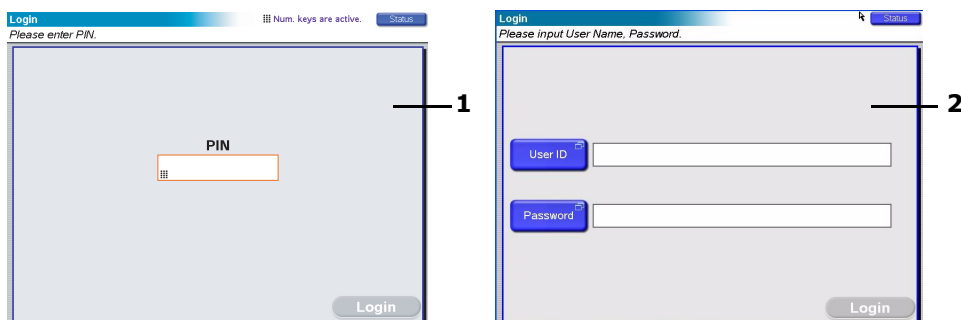 Login
Num. keys are active.
Status
Please enter PIN.
1
PIN
Login
Login
Status
Please input User Name, Password.
2
User ID
Password
Login